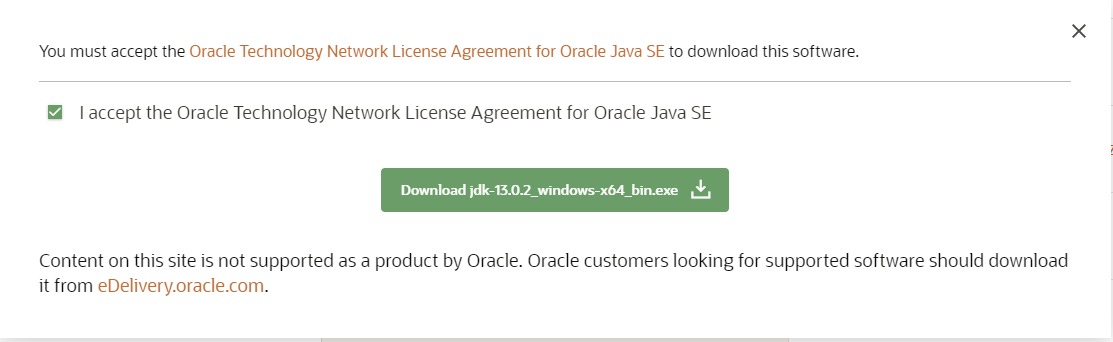 You must accept the Oracle Technology Network License Agreement for Oracle Java SE to download this software.
I accept the Oracle Technology Network License Agreement for Oracle Java SE
Download jdk-13.0.2_windows-x64_bin.exe
Content on this site is not supported as a product by Oracle. Oracle customers looking for supported software should download
it from eDelivery.oracle.com.